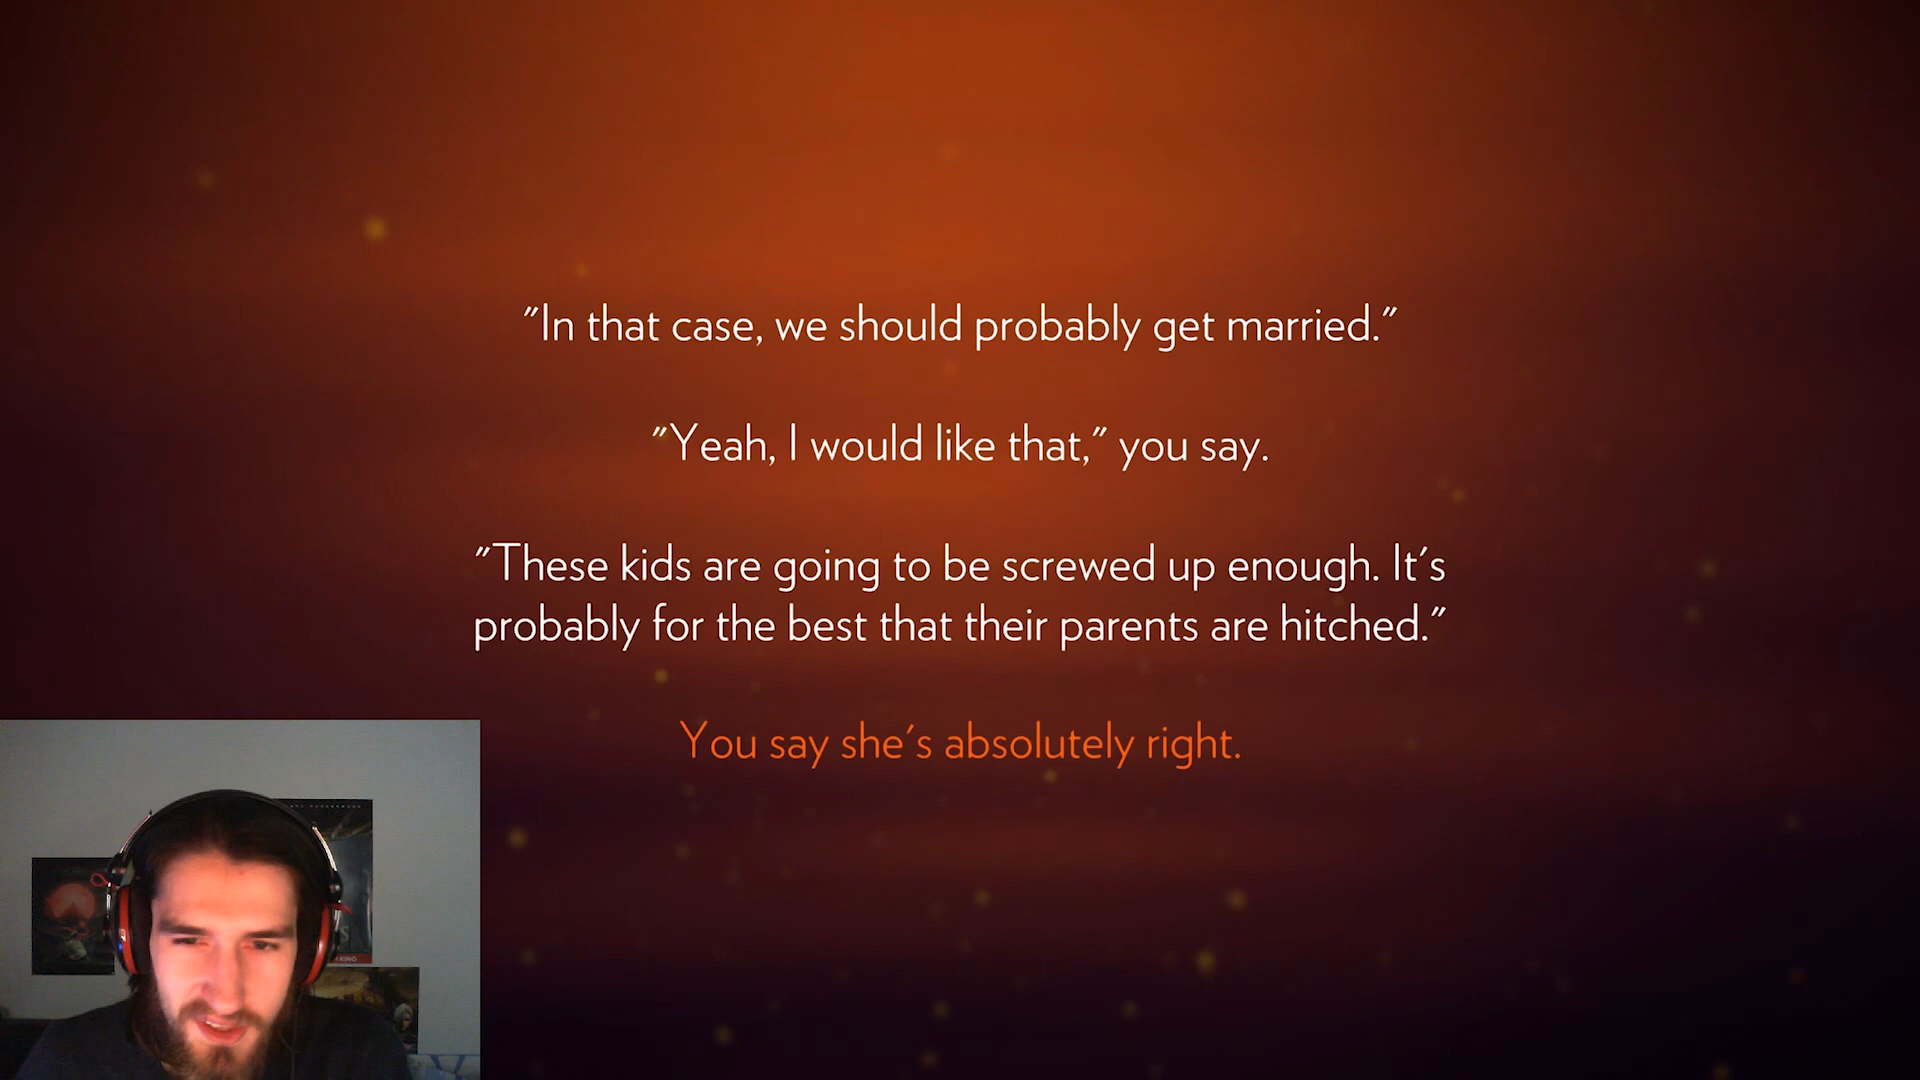 "In that case, we should probably get married."
"Yeah, I would like that," you say.
"These kids are going to be screwed up enough. It's
probably for the best that their parents are hitched."
You say she's absolutely right.